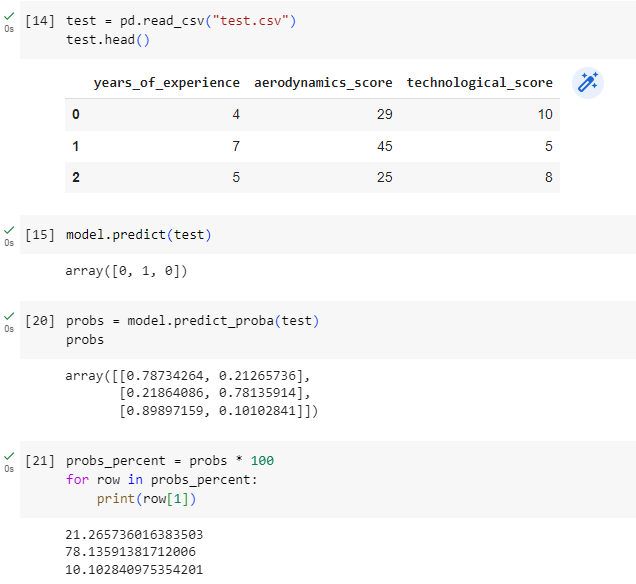 [14] test = pd.read_csv("test.csv")
0s test.head()
years_of_experience aerodynamics_score technological_score
0 4 29 10
1 7 45 5
2 5 25 8
[15] model.predict(test)
0s
array([0, 1, 0])
[20] probs = model.predict_proba(test)
0s probs
array([[0.78734264, 0.21265736],
[0.21864086, 0.78135914],
[0.89897159, 0.10102841]])
[21] probs_percent = probs * 100
0s for row in probs_percent:
print(row[1])
21.265736016383503
78.13591381712006
10.102840975354201